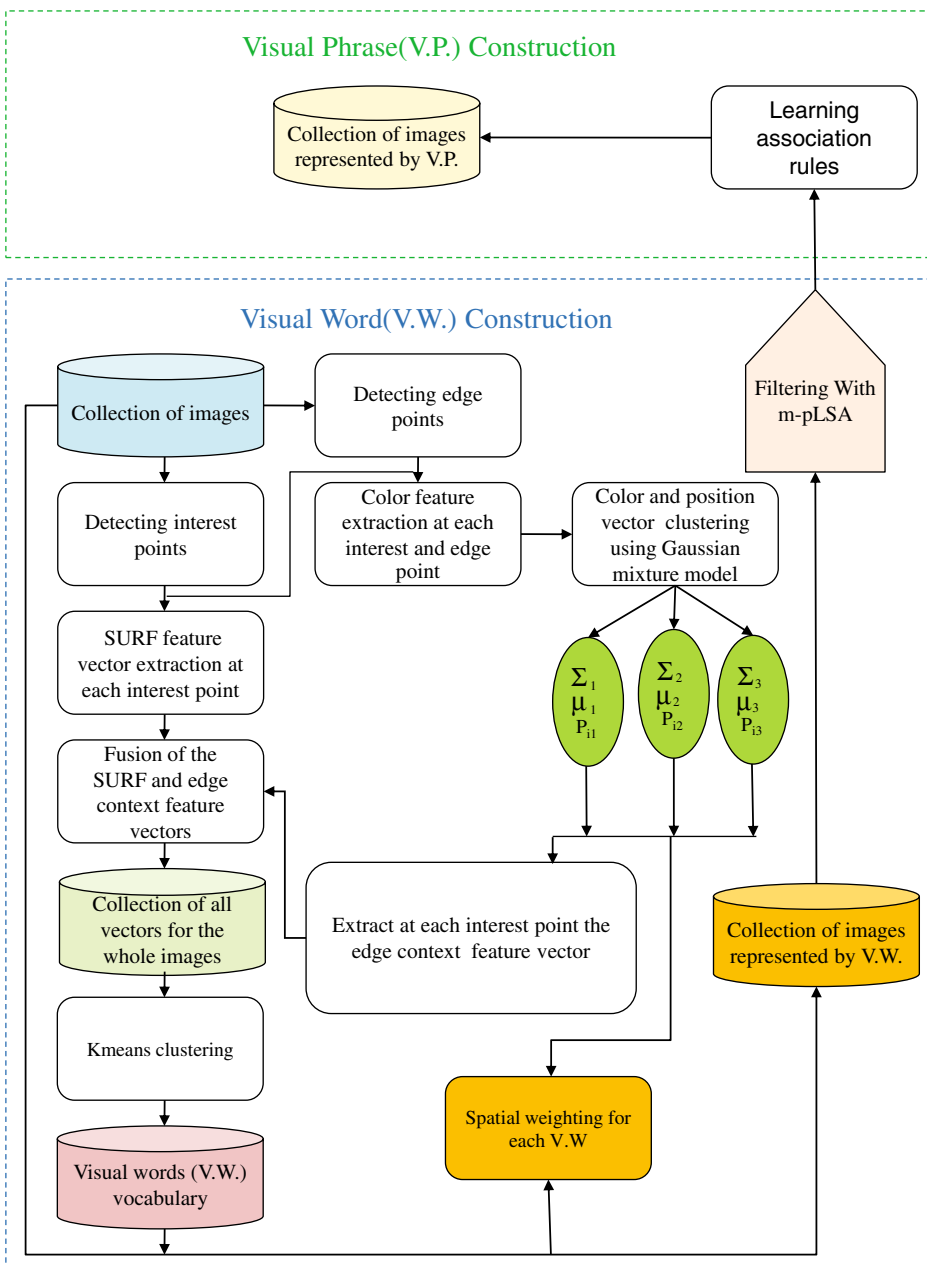 Visual Phrase(V.P.) Construction
Collection of images
represented by V.P.
Learning
association
rules
Visual Word(V.W.) Construction
Collection of images
Detecting edge
points
Filtering With
m-pLSA
Detecting interest
points
Color feature
extraction at each
interest and edge
point
Color and position
vector clustering
using Gaussian
mixture model
SURF feature
vector extraction at
each interest point
Σ1
μ1
Pi1
Σ2
μ2
Pi2
Σ3
μ3
Pi3
Fusion of the
SURF and edge
context feature
vectors
Collection of all
vectors for the
whole images
Extract at each interest point the
edge context feature vector
Collection of images
represented by V.W.
Kmeans clustering
Spatial weighting for
each V.W
Visual words (V.W.)
vocabulary